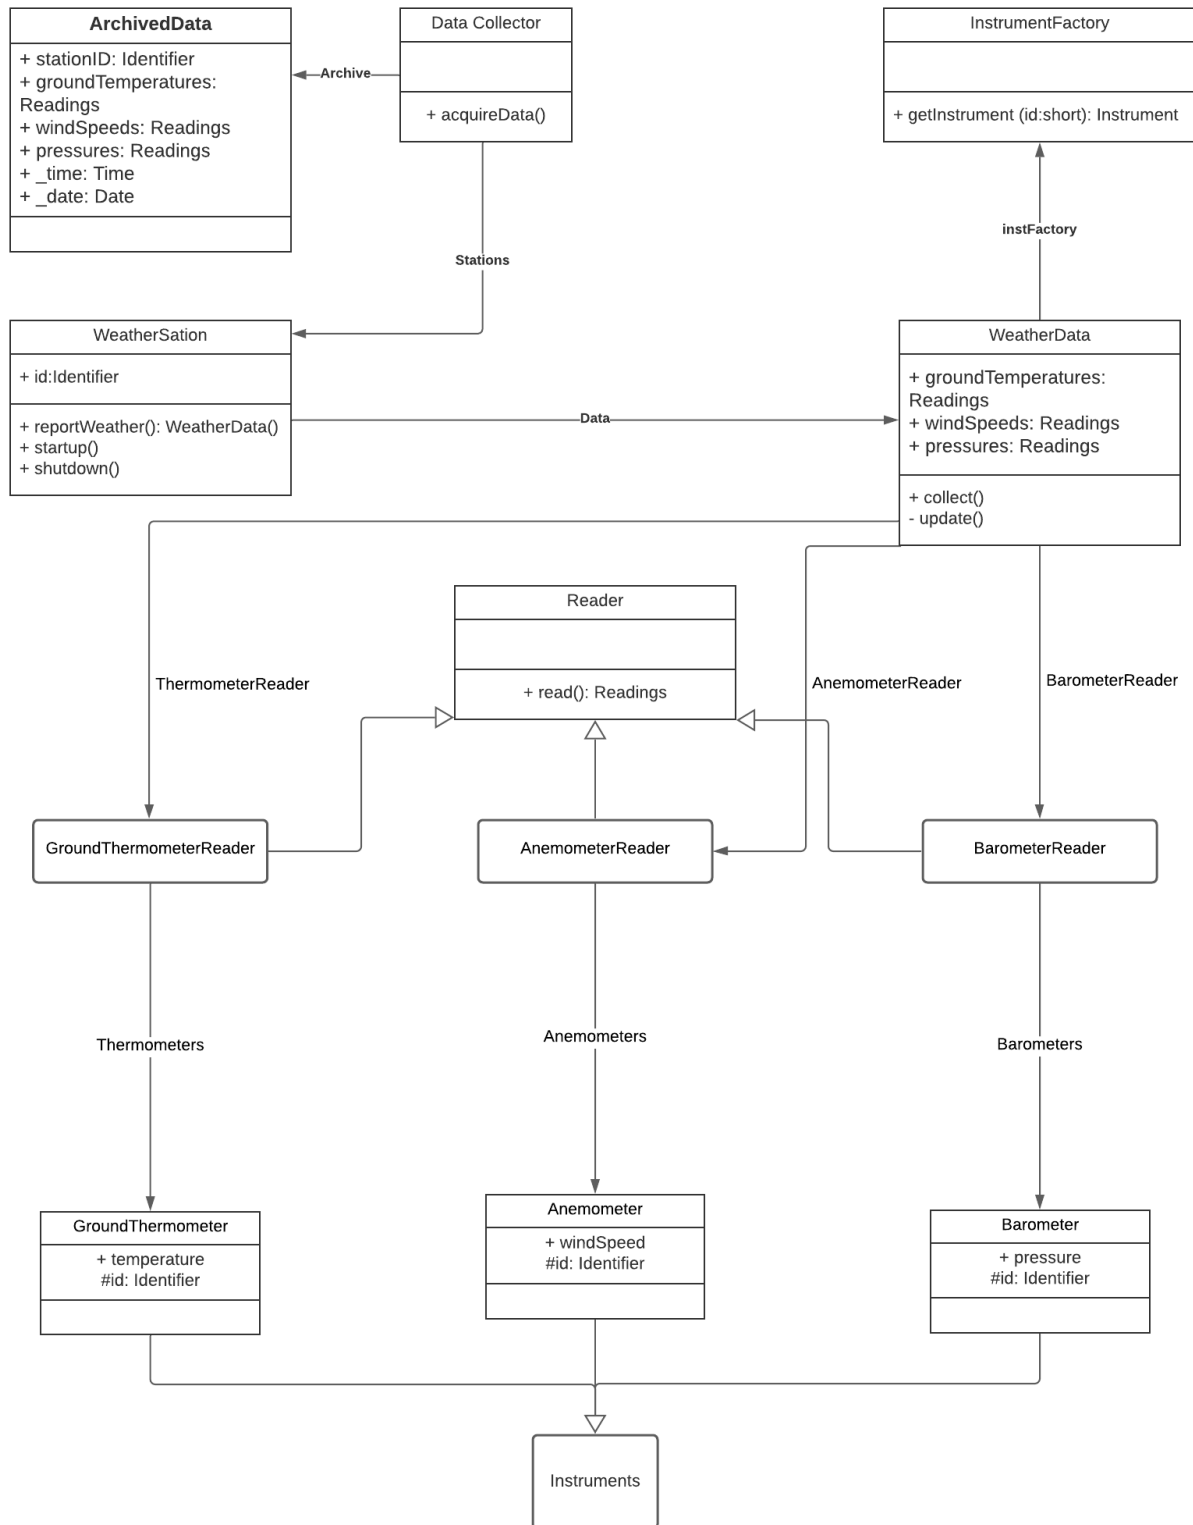 ArchivedData
+ stationID: Identifier
+ groundTemperatures:
Readings
+ windSpeeds: Readings
+ pressures: Readings
+ _time: Time
+ _date: Date
Archive
Data Collector
+ acquireData()
InstrumentFactory
+ getInstrument (id:short): Instrument
Stations
instFactory
WeatherSation
+ id:Identifier
+ reportWeather(): WeatherData()
+ startup()
+ shutdown()
Data
WeatherData
+ groundTemperatures:
Readings
+ windSpeeds: Readings
+ pressures: Readings
+ collect()
- update()
Reader
+ read(): Readings
ThermometerReader
AnemometerReader
BarometerReader
GroundThermometerReader
AnemometerReader
BarometerReader
Thermometers
Anemometers
Barometers
GroundThermometer
+ temperature
#id: Identifier
Anemometer
+ windSpeed
#id: Identifier
Barometer
+ pressure
#id: Identifier
Instruments